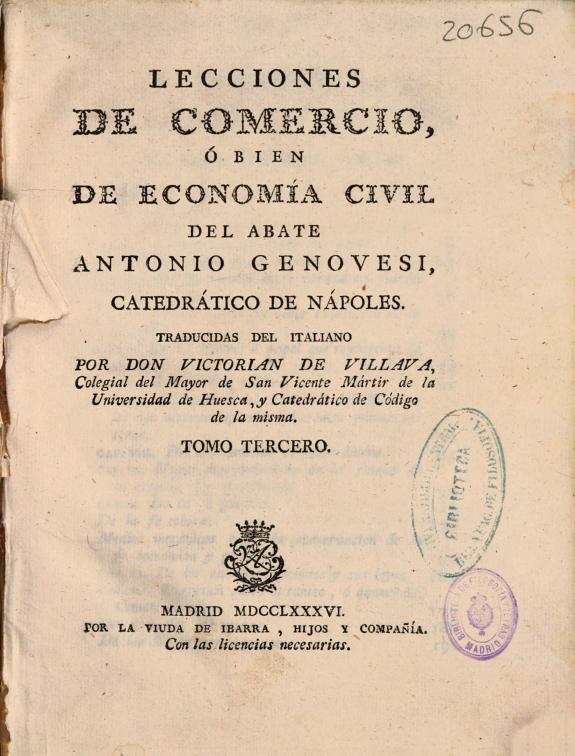 20656
LECCIONES
DE COMERCIO,
Ó BIEN
DE ECONOMÍA CIVIL
DEL ABATE
ANTONIO GENOVESI,
CATEDRÁTICO DE NÁPOLES.
TRADUCIDAS DEL ITALIANO
POR DON VICTORIAN DE VILLAVA,
Colegial del Mayor de San Vicente Mártir de la
Universidad de Huesca, y Catedrático de Código
de la misma.
TOMO TERCERO.
BIBLIOTECA
MADRID MDCCLXXXVI.
POR LA VIUDA DE IBARRA, HIJOS Y COMPAÑÍA.
Con las licencias necesarias.
MADRID